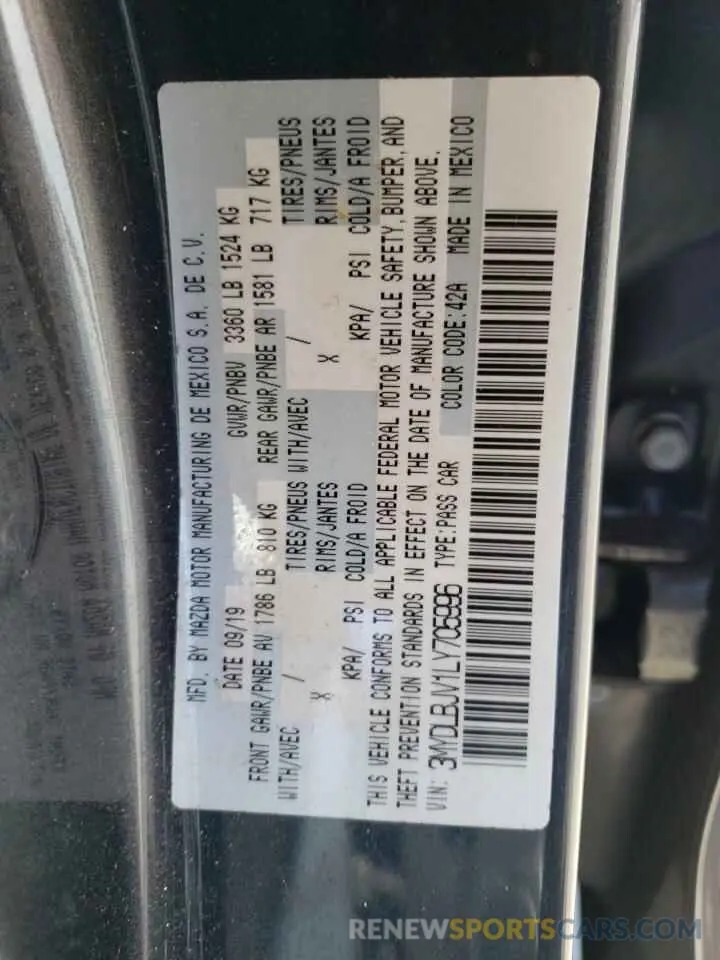 MFD. BY MAZDA MOTOR MANUFACTURING DE MEXICO S.A. DE C.V.
DATE 09/19 GVWR/PNBV 3360 LB 1524 KG
FRONT GAWR/PNBE AV 1786 LB 810 KG REAR GAWR/PNBE AR 1581 LB 717 KG
WITH/AVEC / TIRES/PNEUS WITH/AVEC / TIRES/PNEUS
X RIMS/JANTES X RIMS/JANTES
KPA/ PSI COLD/A FROID KPA/ PSI COLD/A FROID
THIS VEHICLE CONFORMS TO ALL APPLICABLE FEDERAL MOTOR VEHICLE SAFETY, BUMPER, AND
THEFT PREVENTION STANDARDS IN EFFECT ON THE DATE OF MANUFACTURE SHOWN ABOVE.
VIN: 3MYDLBJV1LY705996 TYPE:PASS CAR COLOR CODE:42A MADE IN MEXICO
RENEWSPORTSCARS.COM